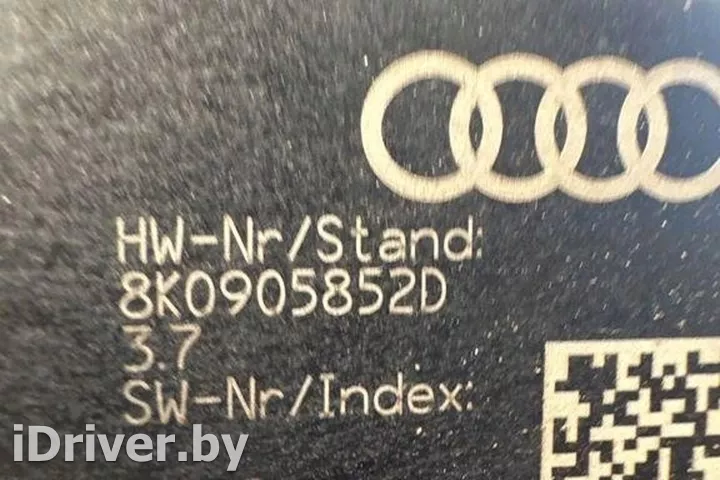 HW-Nr/Stand:
8K0905852D
3.7
SW-Nr/Index:
iDriver.by